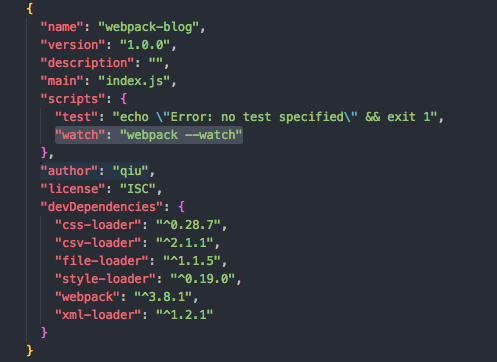 {
"name": "webpack-blog",
"version": "1.0.0",
"description": "",
"main": "index.js",
"scripts": {
"test": "echo \"Error: no test specified\" && exit 1",
"watch": "webpack --watch"
},
"author": "qiu",
"license": "ISC",
"devDependencies": {
"css-loader": "^0.28.7",
"csv-loader": "^2.1.1",
"file-loader": "^1.1.5",
"style-loader": "^0.19.0",
"webpack": "^3.8.1",
"xml-loader": "^1.2.1"
}
}